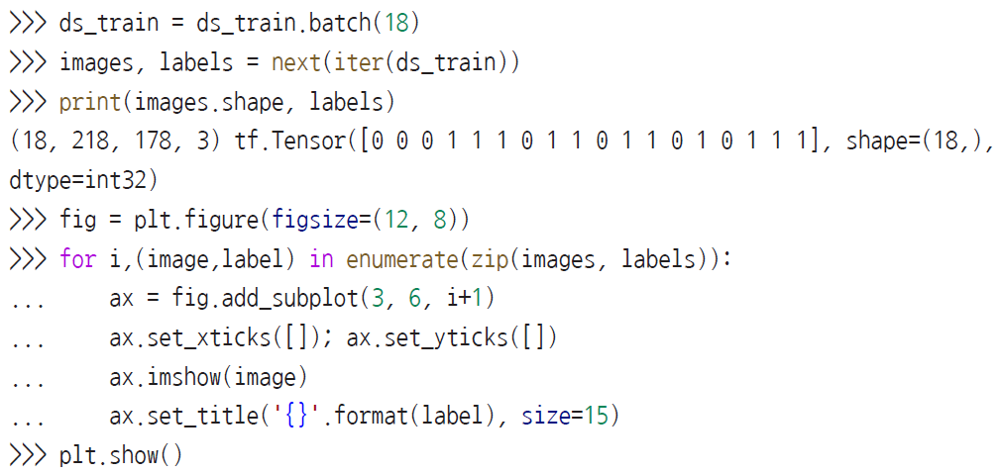 >>> ds_train = ds_train.batch(18)
>>> images, labels = next(iter(ds_train))
>>> print(images.shape, labels)
(18, 218, 178, 3) tf.Tensor([0 0 0 1 1 1 0 1 1 0 1 1 0 1 0 1 1 1], shape=(18,),
dtype=int32)
>>> fig = plt.figure(figsize=(12, 8))
>>> for i,(image,label) in enumerate(zip(images, labels)):
...     ax = fig.add_subplot(3, 6, i+1)
...     ax.set_xticks([]); ax.set_yticks([])
...     ax.imshow(image)
...     ax.set_title('{}'.format(label), size=15)
>>> plt.show()